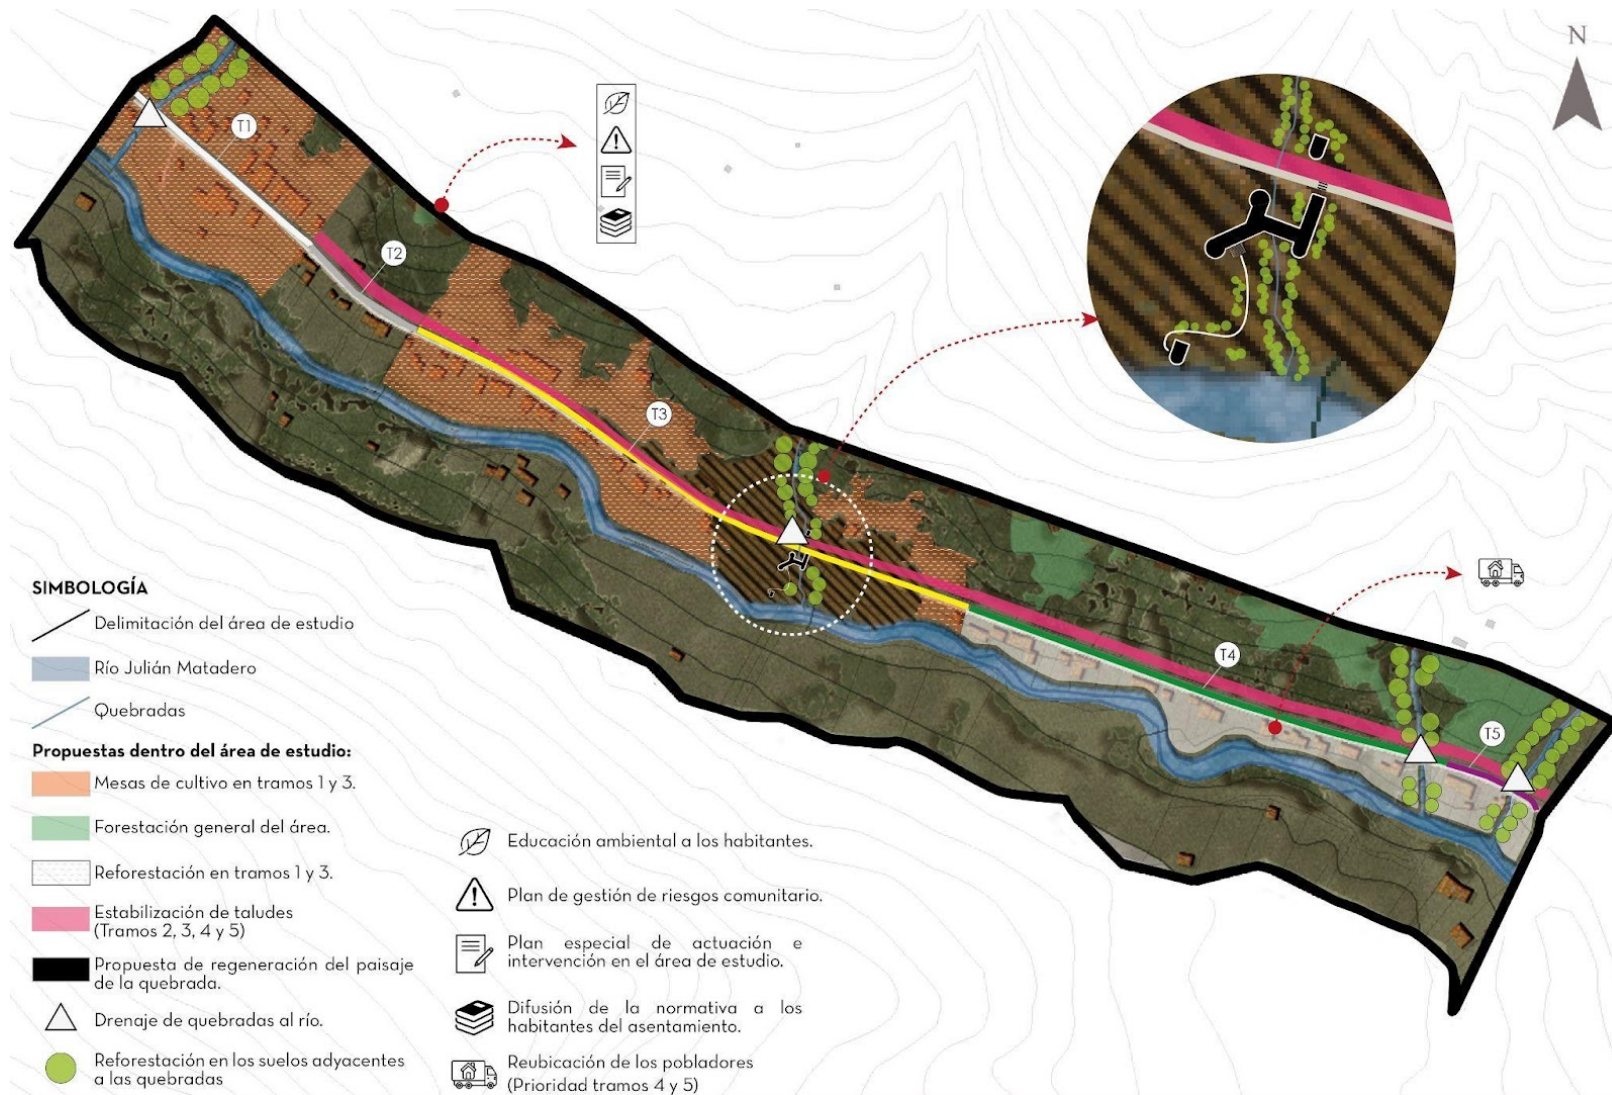 N
T1
T2
T3
T4
T5
SIMBOLOGÍA
Delimitación del área de estudio
Río Julián Matadero
Quebradas
Propuestas dentro del área de estudio:
Mesas de cultivo en tramos 1 y 3.
Forestación general del área.
Reforestación en tramos 1 y 3.
Estabilización de taludes
(Tramos 2, 3, 4 y 5)
Propuesta de regeneración del paisaje
de la quebrada.
Drenaje de quebradas al río.
Reforestación en los suelos adyacentes
a las quebradas
Educación ambiental a los habitantes.
Plan de gestión de riesgos comunitario.
Plan especial de actuación e
intervención en el área de estudio.
Difusión de la normativa a los
habitantes del asentamiento.
Reubicación de los pobladores
(Prioridad tramos 4 y 5)